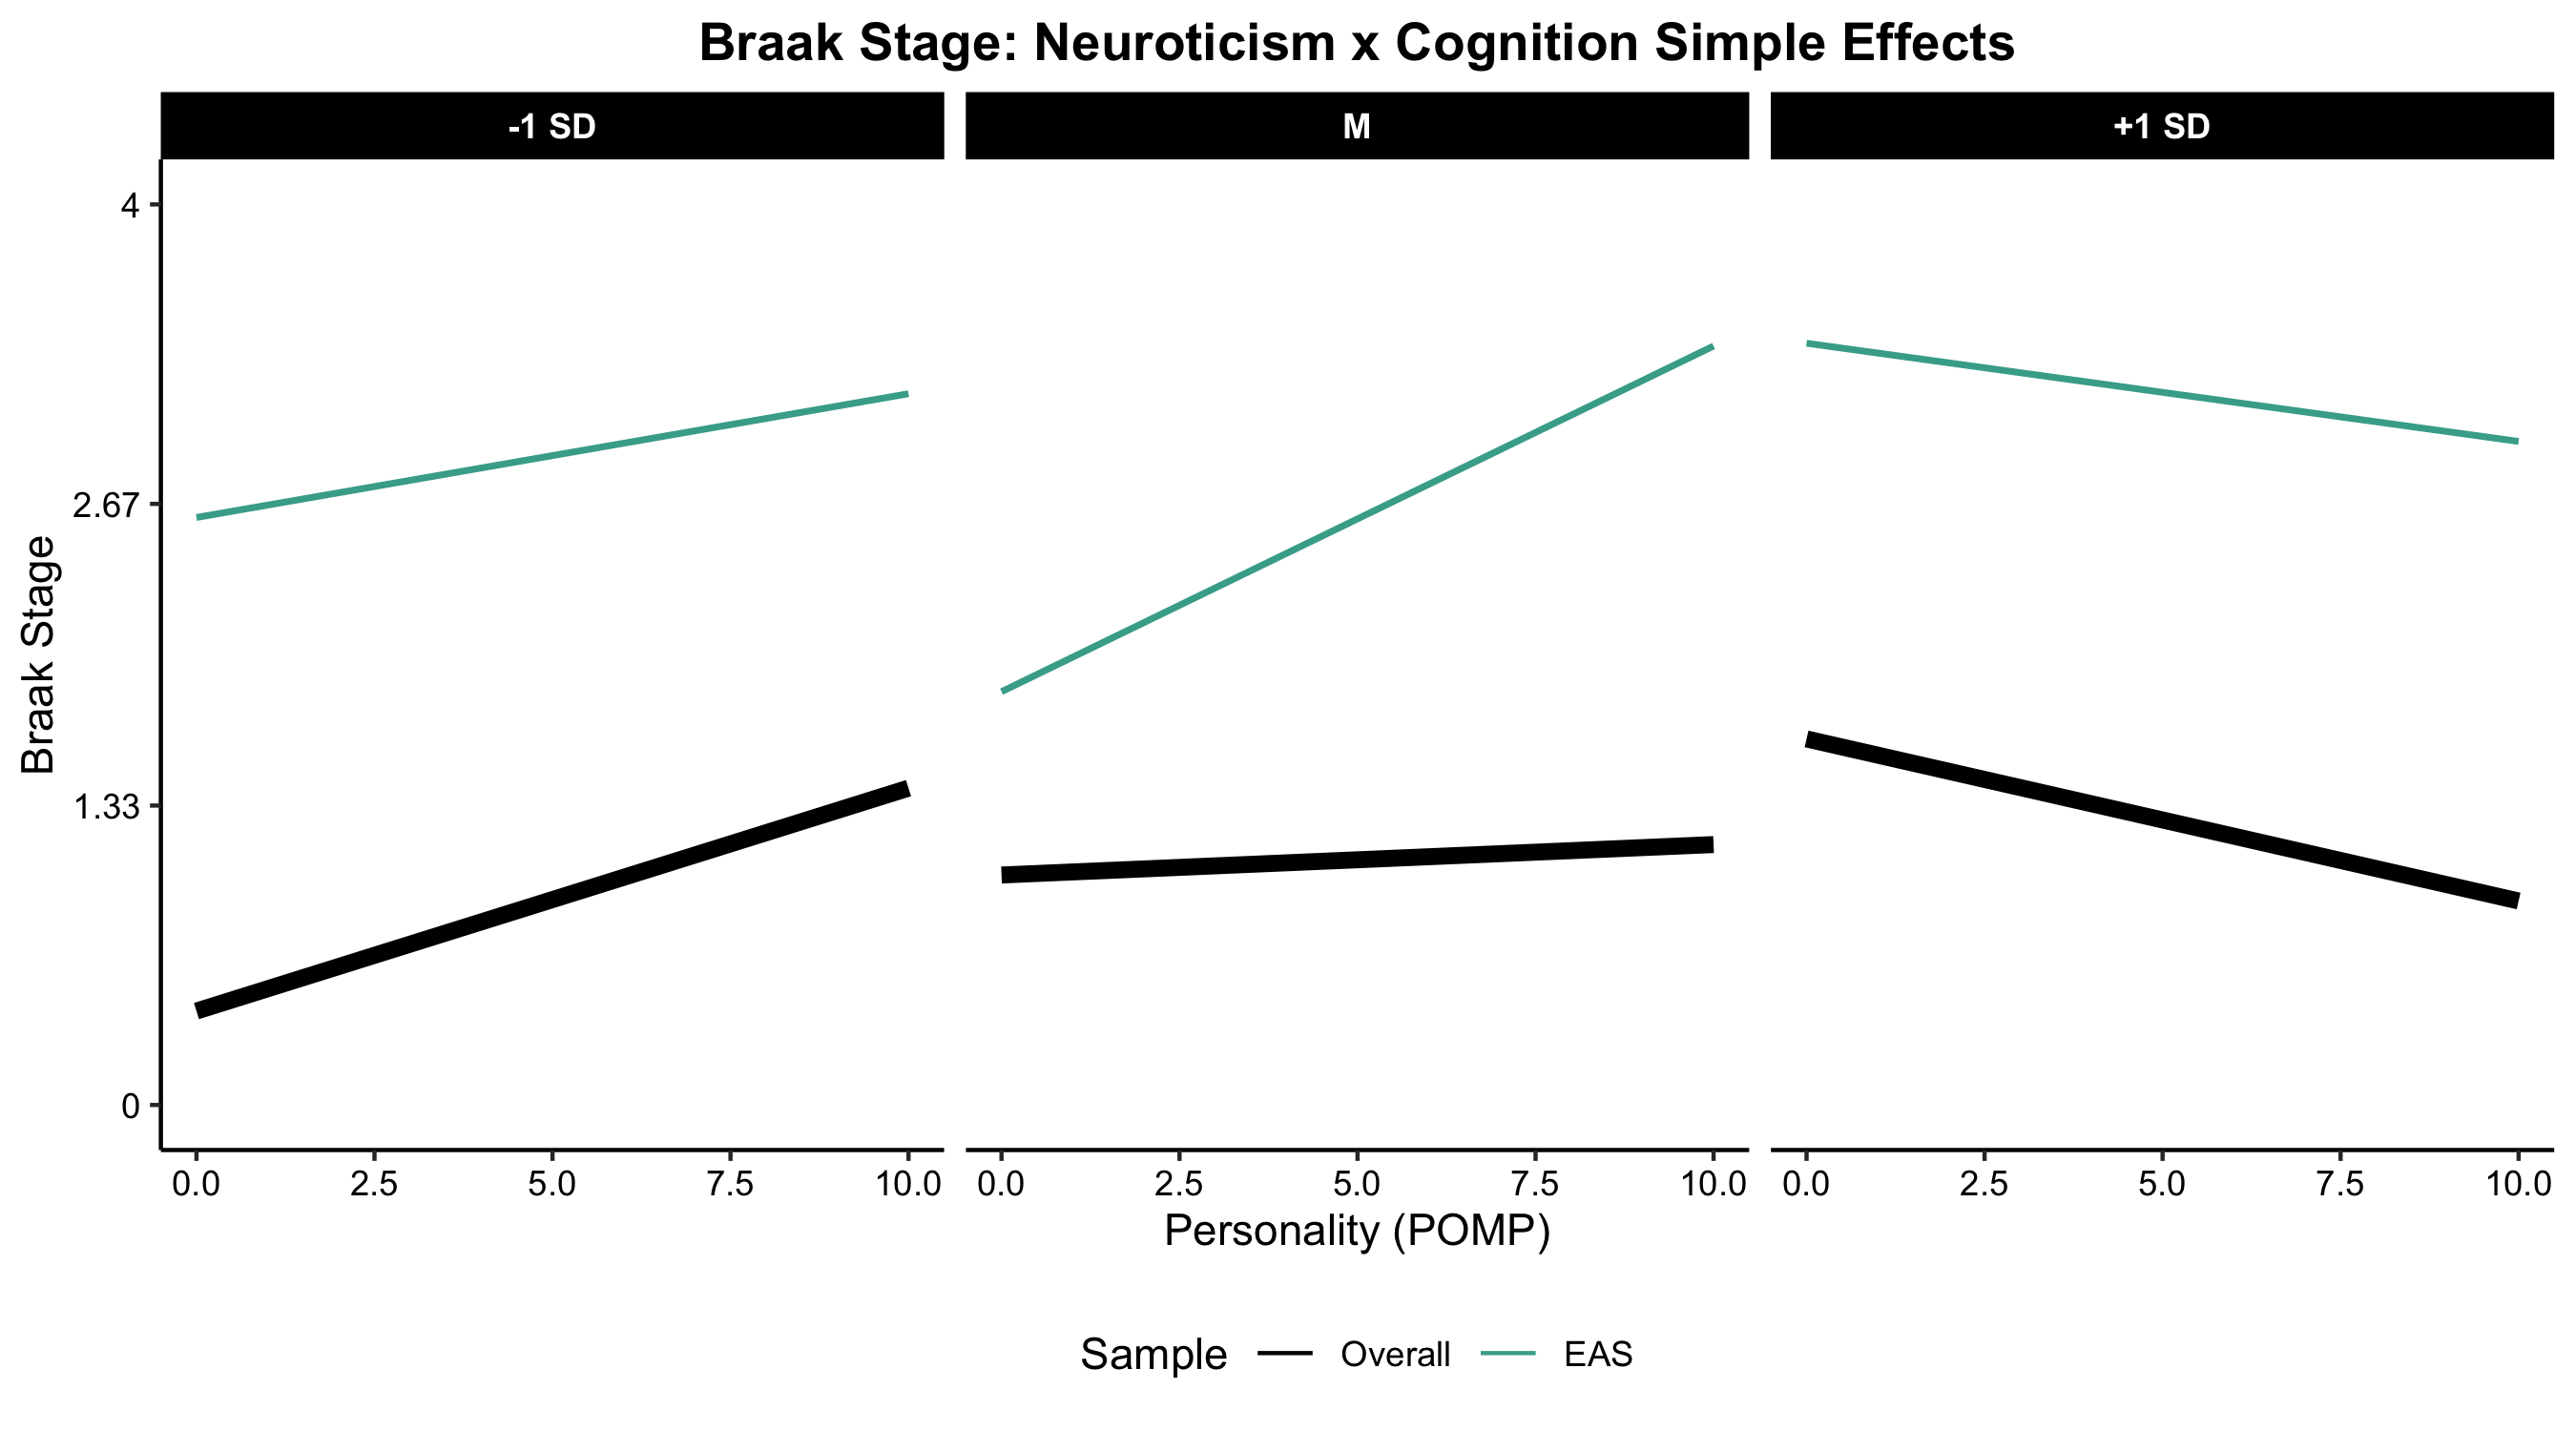 Braak Stage: Neuroticism x Cognition Simple Effects
-1 SD
M
+1 SD
Braak Stage
4
2.67
1.33
0
0.0 2.5 5.0 7.5 10.0
0.0 2.5 5.0 7.5 10.0
0.0 2.5 5.0 7.5 10.0
Personality (POMP)
Sample Overall EAS